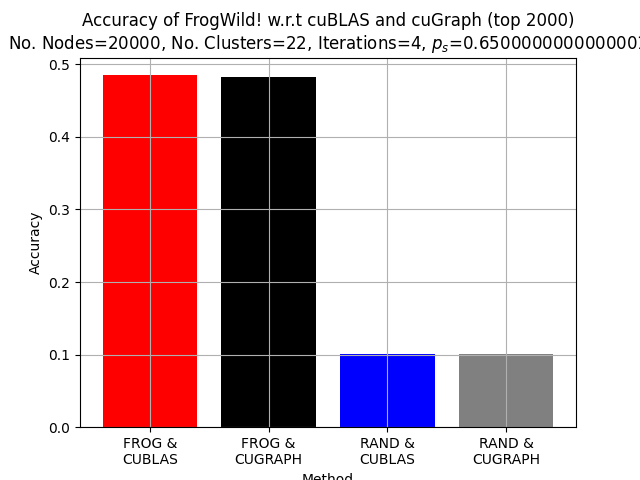 Accuracy of FrogWild! w.r.t cuBLAS and cuGraph (top 2000)
No. Nodes=20000, No. Clusters=22, Iterations=4, $p_s$=0.650000000000000
0.5
0.4
0.3
0.2
0.1
0.0
Accuracy
FROG &
CUBLAS
FROG &
CUGRAPH
RAND &
CUBLAS
RAND &
CUGRAPH
Method